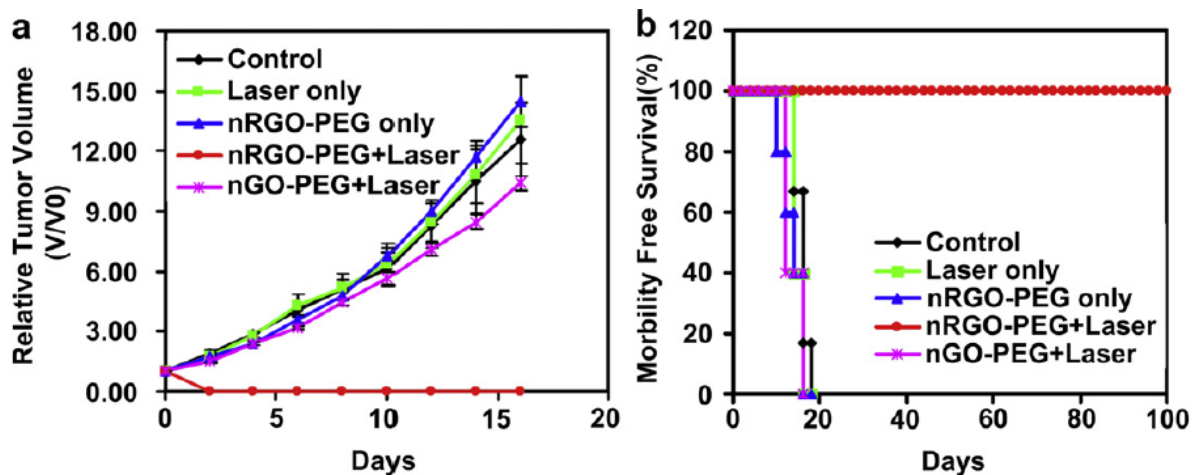 a
18.00
15.00
12.00
9.00
6.00
3.00
0.00
Relative Tumor Volume
(V/V0)
Control
Laser only
nRGO-PEG only
nRGO-PEG+Laser
nGO-PEG+Laser
0
5
10
15
20
Days
b
120
100
80
60
40
20
0
Morbility Free Survival(%)
Control
Laser only
nRGO-PEG only
nRGO-PEG+Laser
nGO-PEG+Laser
0
20
40
60
80
100
Days